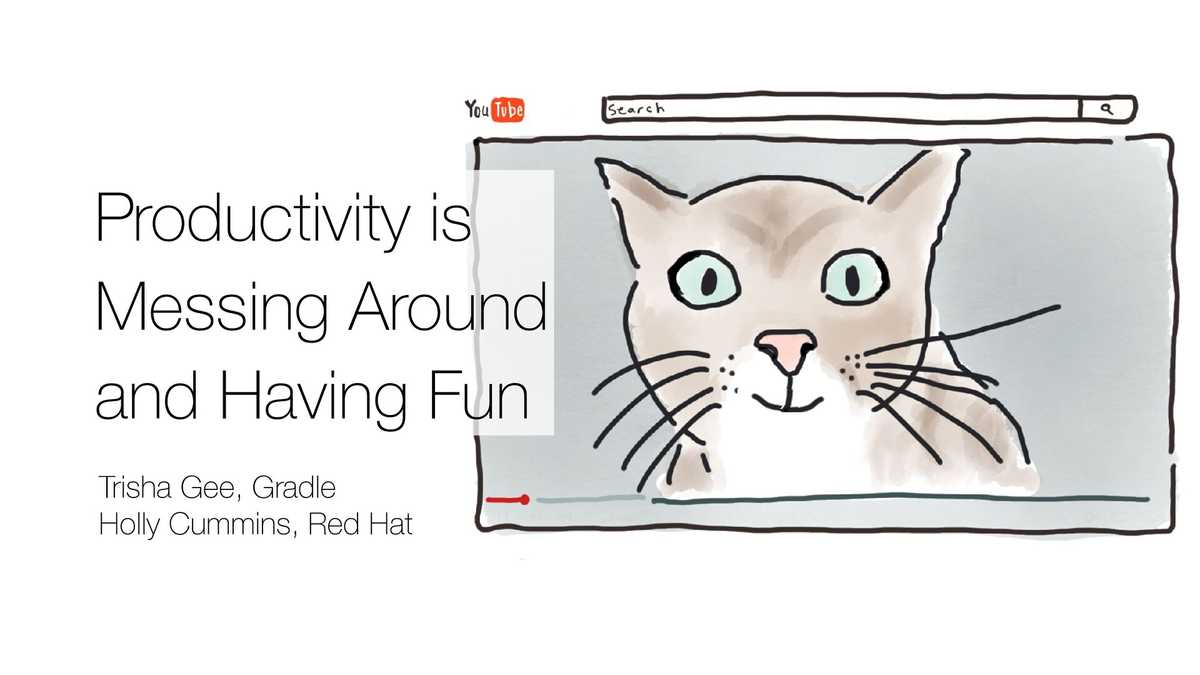 YouTube
Search
Productivity is
Messing Around
and Having Fun
Trisha Gee, Gradle
Holly Cummins, Red Hat